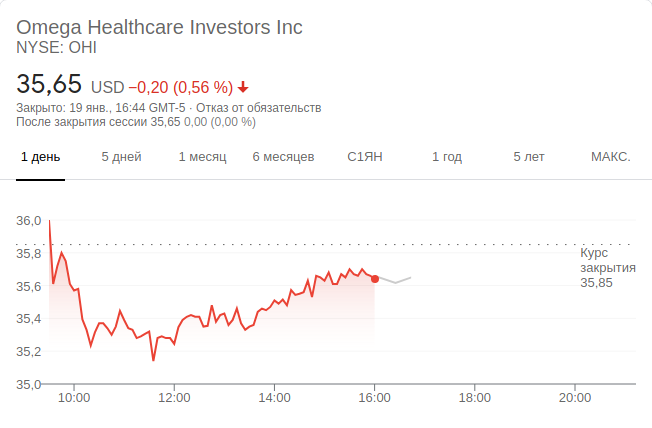 Omega Healthcare Investors Inc
NYSE: OHI
35,65 USD −0,20 (0,56 %)
Закрыто: 19 янв., 16:44 GMT-5 · Отказ от обязательств
После закрытия сессии 35,65 0,00 (0,00 %)
1 день 5 дней 1 месяц 6 месяцев С1ЯН 1 год 5 лет МАКС.
36,0
35,8
35,6
35,4
35,2
35,0
Курс
закрытия
35,85
10:00 12:00 14:00 16:00 18:00 20:00